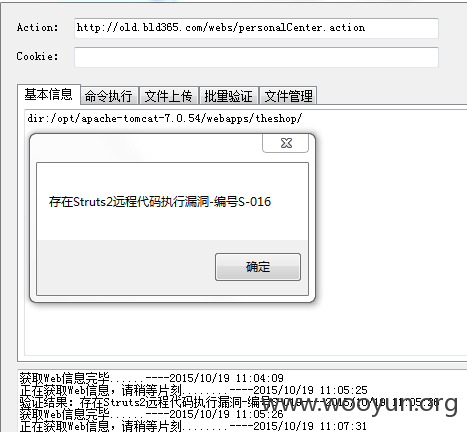 Action: http://old.bld365.com/webs/personalCenter.action
Cookie:
基本信息 命令执行 文件上传 批量验证 文件管理
dir:/opt/apache-tomcat-7.0.54/webapps/theshop/
存在Struts2远程代码执行漏洞-编号S-016
确定
获取Web信息完毕......----2015/10/19 11:04:09
正在获取Web信息，请稍等片刻........----2015/10/19 11:05:25
验证结果：存在Struts2远程代码执行漏洞-编号S-016----2015/10/19 11:05:26
获取Web信息完毕......----2015/10/19 11:05:26
正在获取Web信息，请稍等片刻........----2015/10/19 11:07:31
www.wooyun.org